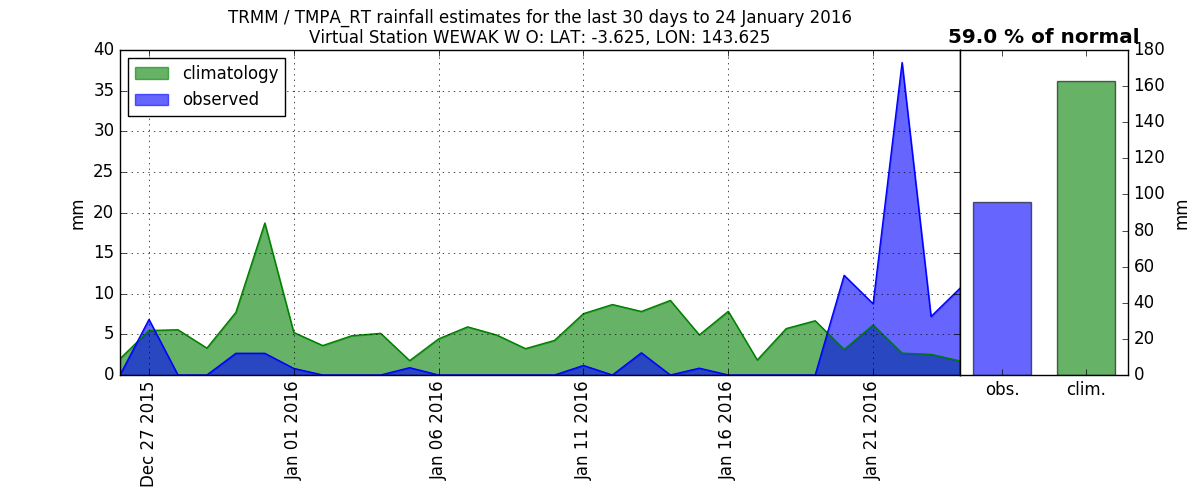 TRMM / TMPA_RT rainfall estimates for the last 30 days to 24 January 2016
Virtual Station WEWAK W O: LAT: -3.625, LON: 143.625
59.0 % of normal
climatology
observed
40
35
30
25
20
15
10
5
0
mm
Dec 27 2015
Jan 01 2016
Jan 06 2016
Jan 11 2016
Jan 16 2016
Jan 21 2016
180
160
140
120
100
80
60
40
20
0
mm
obs.
clim.